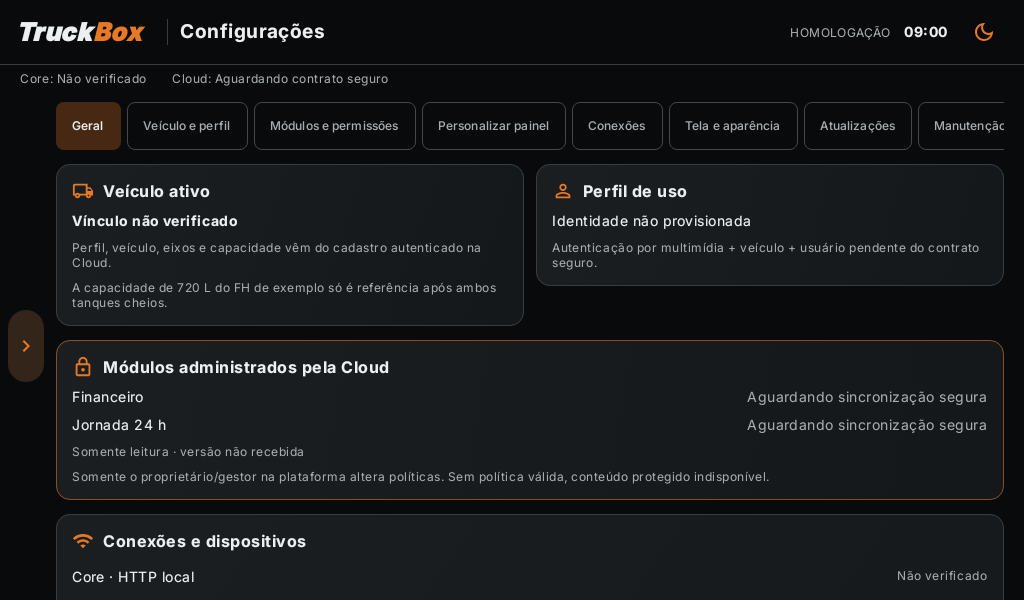 TruckBox
Configurações
HOMOLOGAÇÃO 09:00
Core: Não verificado
Cloud: Aguardando contrato seguro
Geral
Veículo e perfil
Módulos e permissões
Personalizar painel
Conexões
Tela e aparência
Atualizações
Manutenção
Veículo ativo
Vínculo não verificado
Perfil, veículo, eixos e capacidade vêm do cadastro autenticado na
Cloud.
A capacidade de 720 L do FH de exemplo só é referência após ambos
tanques cheios.
Perfil de uso
Identidade não provisionada
Autenticação por multimídia + veículo + usuário pendente do contrato
seguro.
Módulos administrados pela Cloud
Financeiro Aguardando sincronização segura
Jornada 24 h Aguardando sincronização segura
Somente leitura · versão não recebida
Somente o proprietário/gestor na plataforma altera políticas. Sem política válida, conteúdo protegido indisponível.
Conexões e dispositivos
Core · HTTP local Não verificado